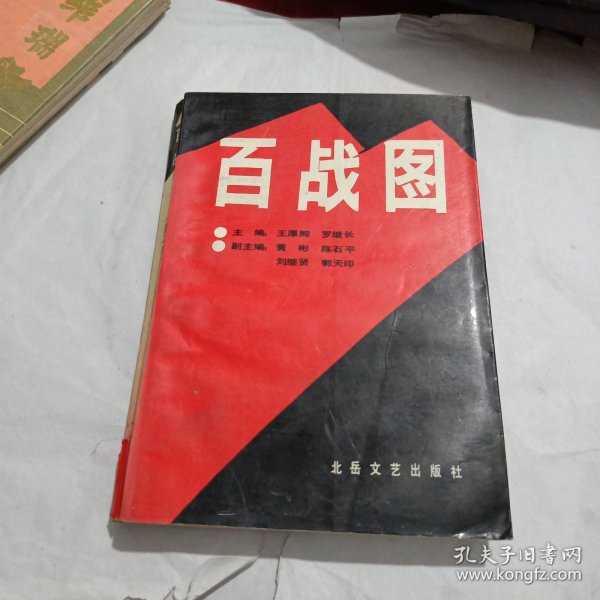 百战图
主 编：王厚卿 罗继长
副主编：黄 彬 陈石平
刘继贤 郭天印
北岳文艺出版社
孔夫子旧书网
www.kongfz.com